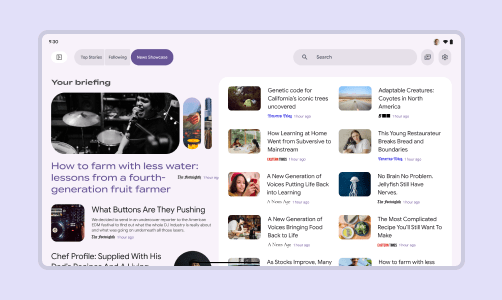 9:30
Top Stories
Following
News Showcase
Search
Your briefing
How to farm with less water:
lessons from a fourth-
generation fruit farmer
1 hour ago
What Buttons Are They Pushing
We decided to send in an undercover reporter to the American
EDM festival to find out what the whole DJ industry is really about
and what was going on underneath all those lasers.
1 hour ago
Chef Profile: Supplied With His
Genetic code for
California's iconic trees
uncovered
1 hour ago
How Learning at Home
Went from Subversive to
Mainstream
1 hour ago
A New Generation of
Voices Putting Life Back
into Learning
1 hour ago
A New Generation of
Voices Bringing Food
Back to Life
1 hour ago
As Stocks Improve, Many
Adaptable Creatures:
Coyotes in North
America
1 hour ago
This Young Restaurateur
Breaks Bread and
Boundaries
1 hour ago
No Brain No Problem.
Jellyfish Still Have
Nerves.
1 hour ago
The Most Complicated
Recipe You'll Still Want To
Make
1 hour ago
How to farm with less